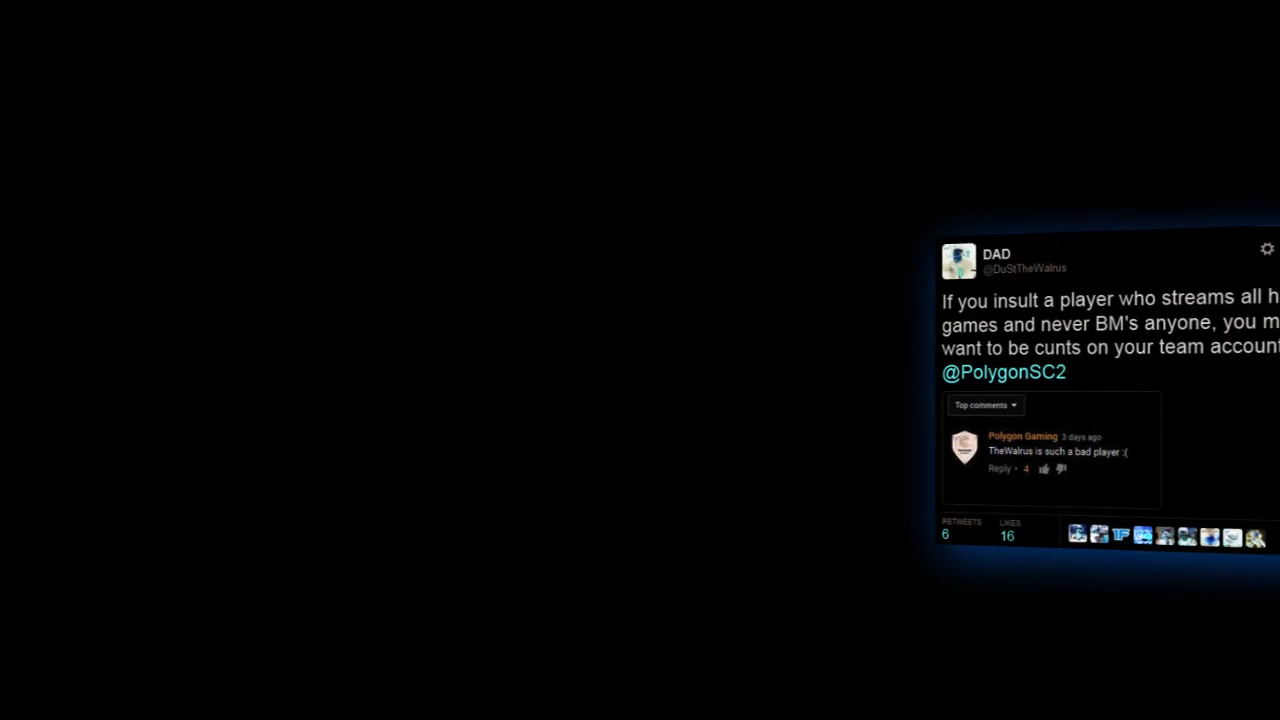 DAD
@DuStTheWalrus
If you insult a player who streams all h
games and never BM's anyone, you m
want to be cunts on your team account
@PolygonSC2
Top comments
Polygon Gaming 3 days ago
TheWalrus is such a bad player :(
Reply • 4
RETWEETS LIKES
6 16